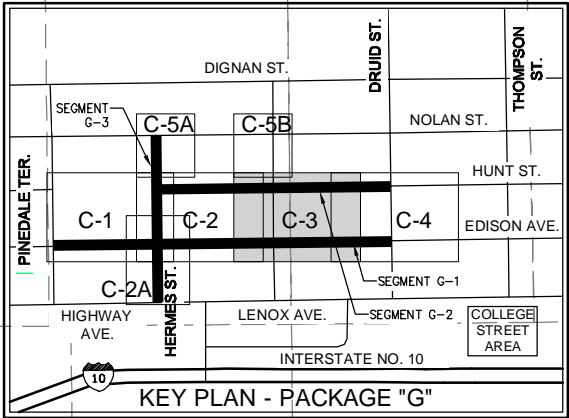 DIGNAN ST.
DRUID ST.
THOMPSON
ST.
SEGMENT
G-3
C-5A
C-5B
NOLAN ST.
PINEDALE TER.
HUNT ST.
C-1
C-2
C-3
C-4
EDISON AVE.
C-2A
HERMES ST.
SEGMENT G-1
HIGHWAY
AVE.
LENOX AVE.
SEGMENT G-2
COLLEGE
STREET
AREA
INTERSTATE NO. 10
10
KEY PLAN - PACKAGE "G"